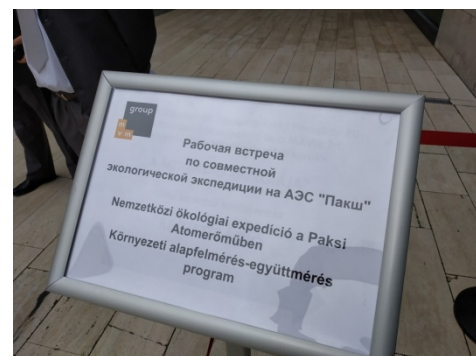 group
m
v m
Рабочая встреча
по совместной
экологической экспедиции на АЭС "Пакш"
Nemzetközi ökológiai expedíció a Paksi
Atomerőműben
Környezeti alapfelmérés-együttmérés
program